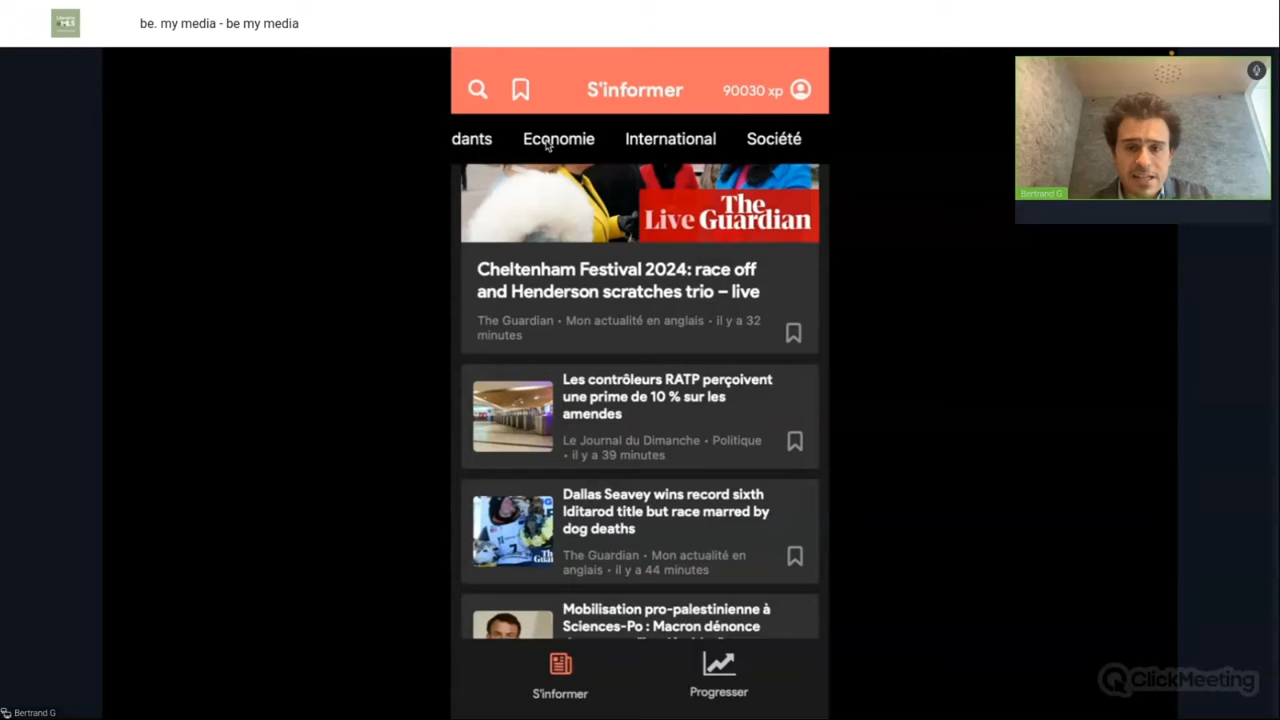 be. my media - be my media
S'informer
90030 xp
dants Economie International Société
Live The Guardian
Cheltenham Festival 2024: race off
and Henderson scratches trio – live
The Guardian • Mon actualité en anglais • il y a 32
minutes
Les contrôleurs RATP perçoivent
une prime de 10 % sur les
amendes
Le Journal du Dimanche • Politique
• il y a 39 minutes
Dallas Seavey wins record sixth
Iditarod title but race marred by
dog deaths
The Guardian • Mon actualité en
anglais • il y a 44 minutes
Mobilisation pro-palestinienne à
Sciences-Po : Macron dénonce
S'informer
Progresser
Bertrand G
ClickMeeting
Bertrand G